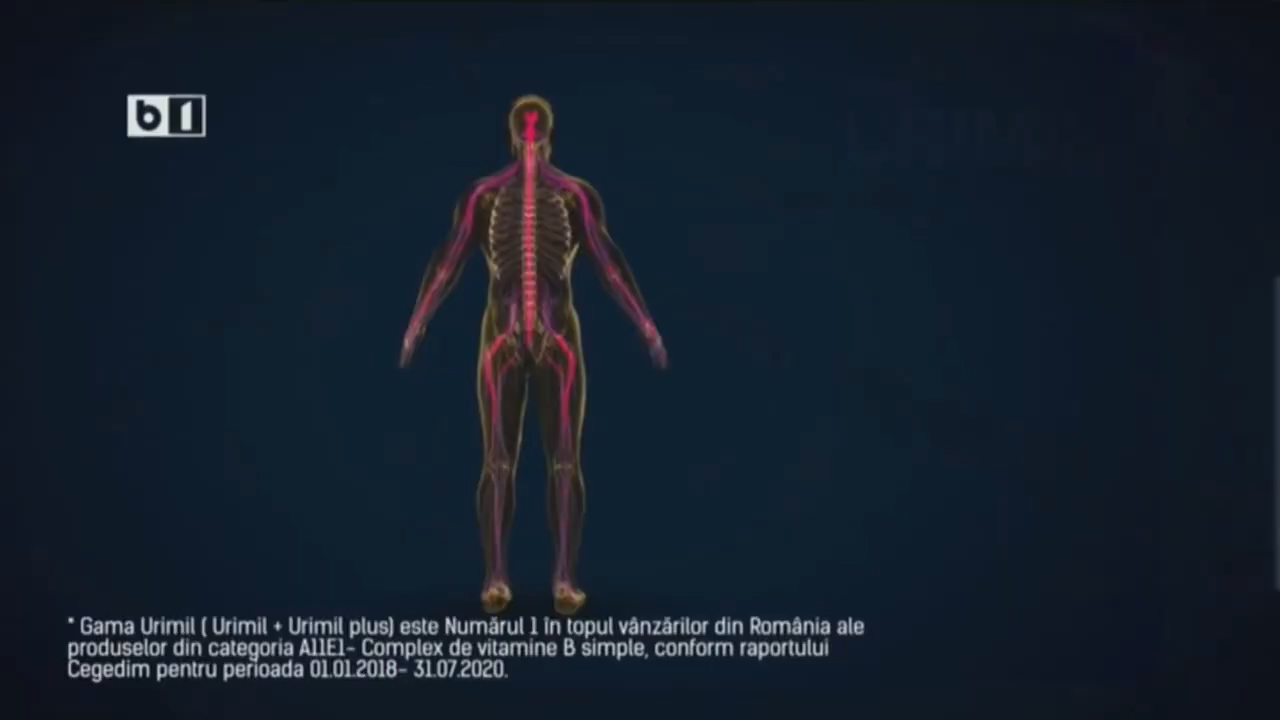 b1
* Gama Urimil ( Urimil + Urimil plus) este Numărul 1 în topul vânzărilor din România ale
produselor din categoria A11E1- Complex de vitamine B simple, conform raportului
Cegedim pentru perioada 01.01.2018- 31.07.2020.